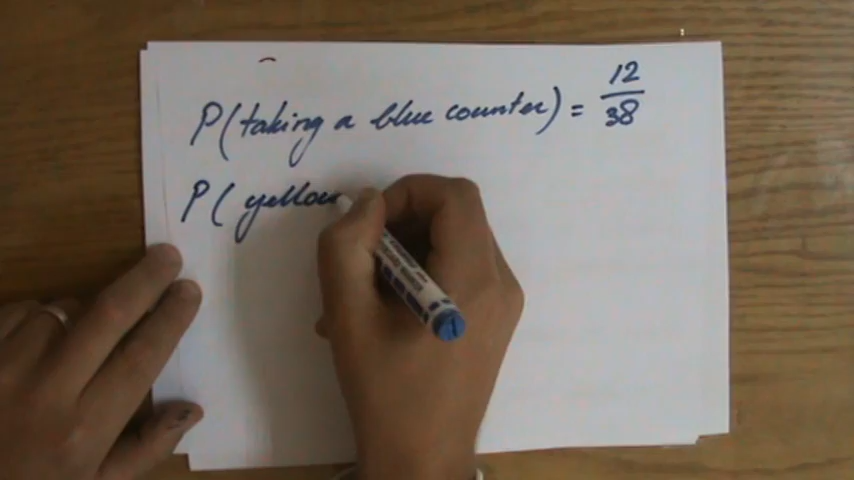 P(taking a blue counter) = 12/38
P( yellow